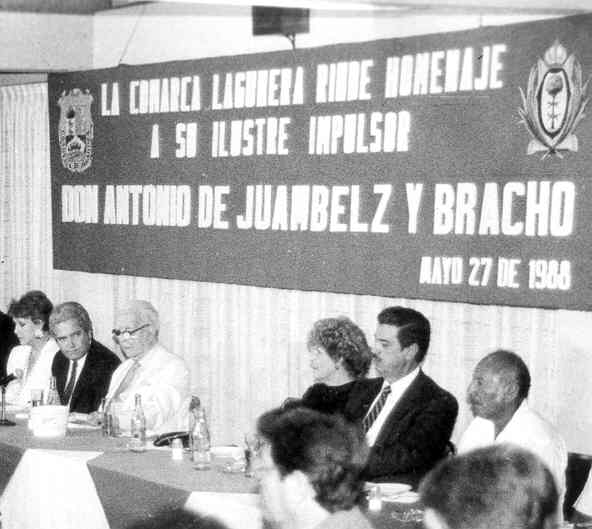 LA COMARCA LAGUNERA RINDE HOMENAJE
A SU ILUSTRE IMPULSOR
DON ANTONIO DE JUAMBELZ Y BRACHO
MAYO 27 DE 1988